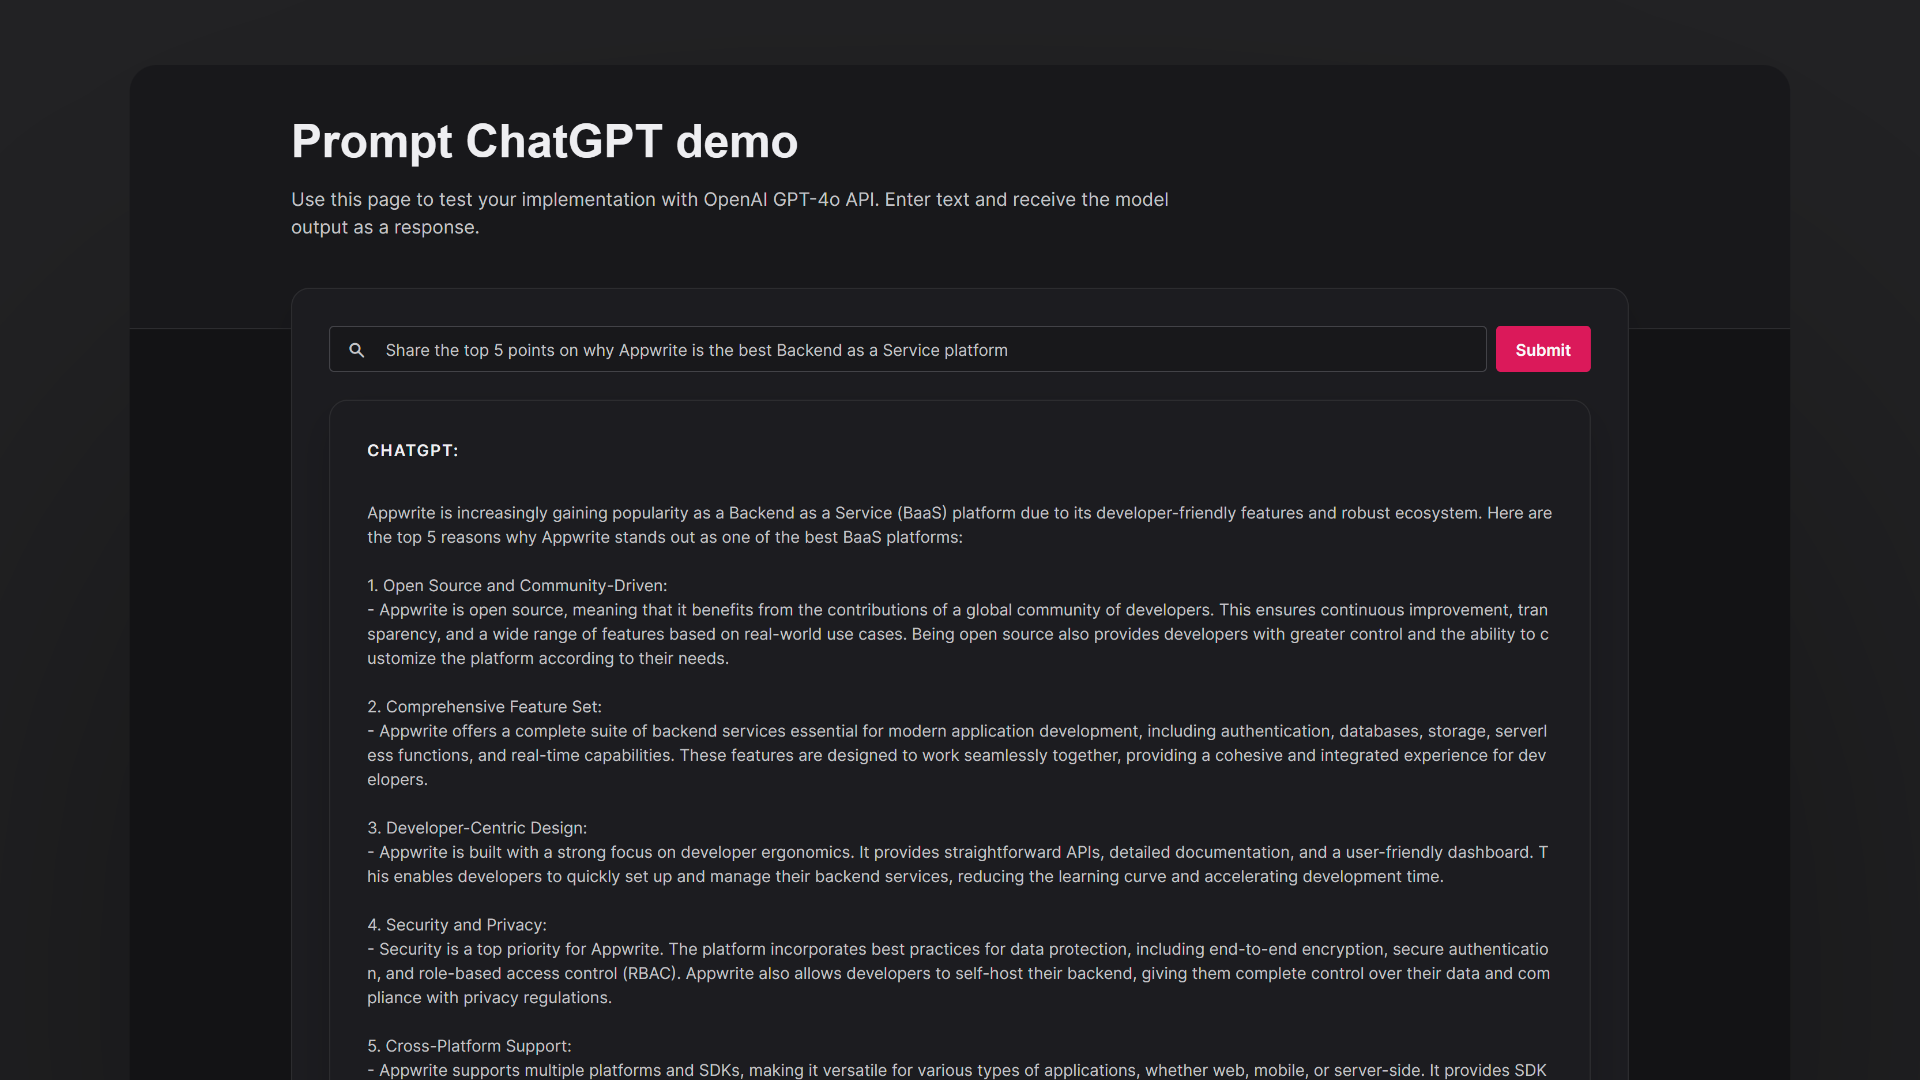 Prompt ChatGPT demo
Use this page to test your implementation with OpenAI GPT-4o API. Enter text and receive the model
output as a response.
Share the top 5 points on why Appwrite is the best Backend as a Service platform
Submit
CHATGPT:
Appwrite is increasingly gaining popularity as a Backend as a Service (BaaS) platform due to its developer-friendly features and robust ecosystem. Here are
the top 5 reasons why Appwrite stands out as one of the best BaaS platforms:
1. Open Source and Community-Driven:
- Appwrite is open source, meaning that it benefits from the contributions of a global community of developers. This ensures continuous improvement, tran
sparency, and a wide range of features based on real-world use cases. Being open source also provides developers with greater control and the ability to c
ustomize the platform according to their needs.
2. Comprehensive Feature Set:
- Appwrite offers a complete suite of backend services essential for modern application development, including authentication, databases, storage, serverl
ess functions, and real-time capabilities. These features are designed to work seamlessly together, providing a cohesive and integrated experience for dev
elopers.
3. Developer-Centric Design:
- Appwrite is built with a strong focus on developer ergonomics. It provides straightforward APIs, detailed documentation, and a user-friendly dashboard. T
his enables developers to quickly set up and manage their backend services, reducing the learning curve and accelerating development time.
4. Security and Privacy:
- Security is a top priority for Appwrite. The platform incorporates best practices for data protection, including end-to-end encryption, secure authenticatio
n, and role-based access control (RBAC). Appwrite also allows developers to self-host their backend, giving them complete control over their data and com
pliance with privacy regulations.
5. Cross-Platform Support:
- Appwrite supports multiple platforms and SDKs, making it versatile for various types of applications, whether web, mobile, or server-side. It provides SDK